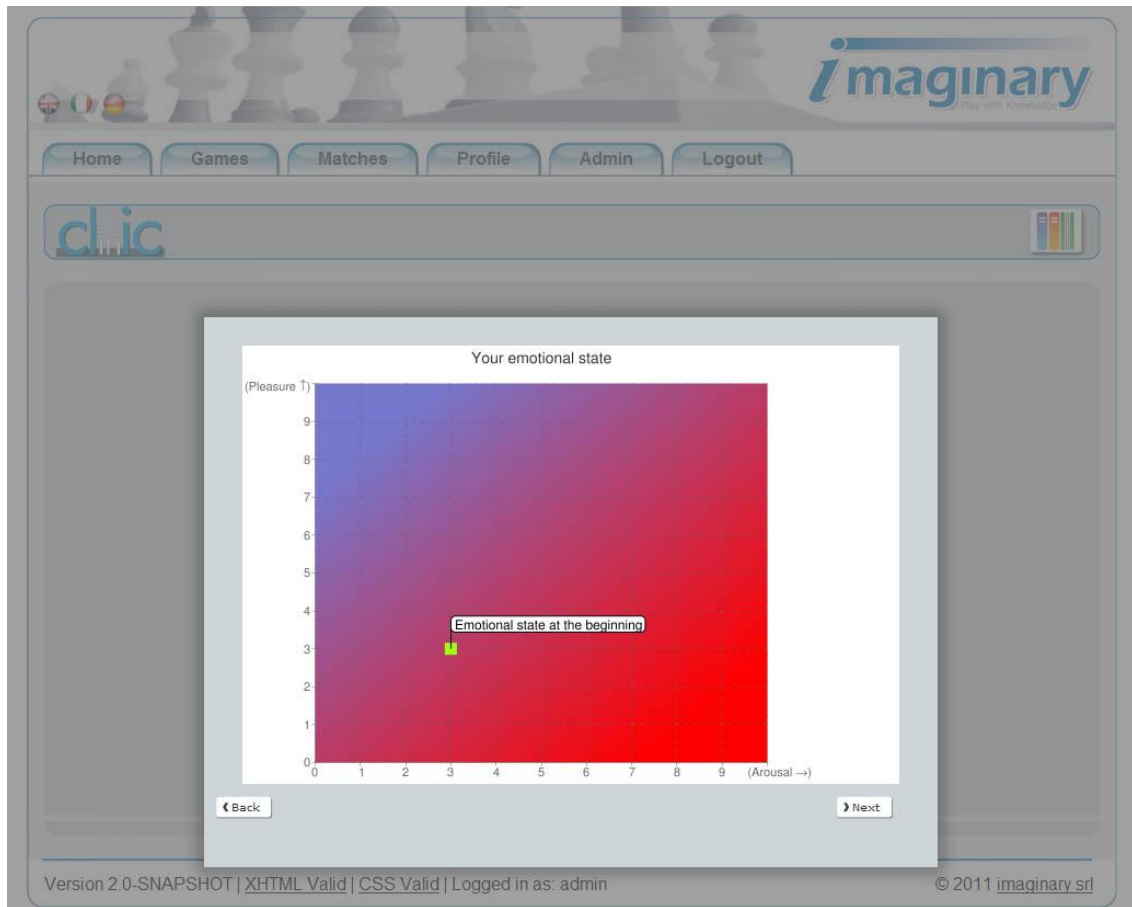 imaginary
Play With Knowledge
Home Games Matches Profile Admin Logout
clinic
Your emotional state
(Pleasure ↑)
9
8
7
6
5
4
Emotional state at the beginning
3
2
1
0
0 1 2 3 4 5 6 7 8 9 (Arousal →)
❰Back ❱Next
Version 2.0-SNAPSHOT | XHTML Valid | CSS Valid | Logged in as: admin © 2011 imaginary srl